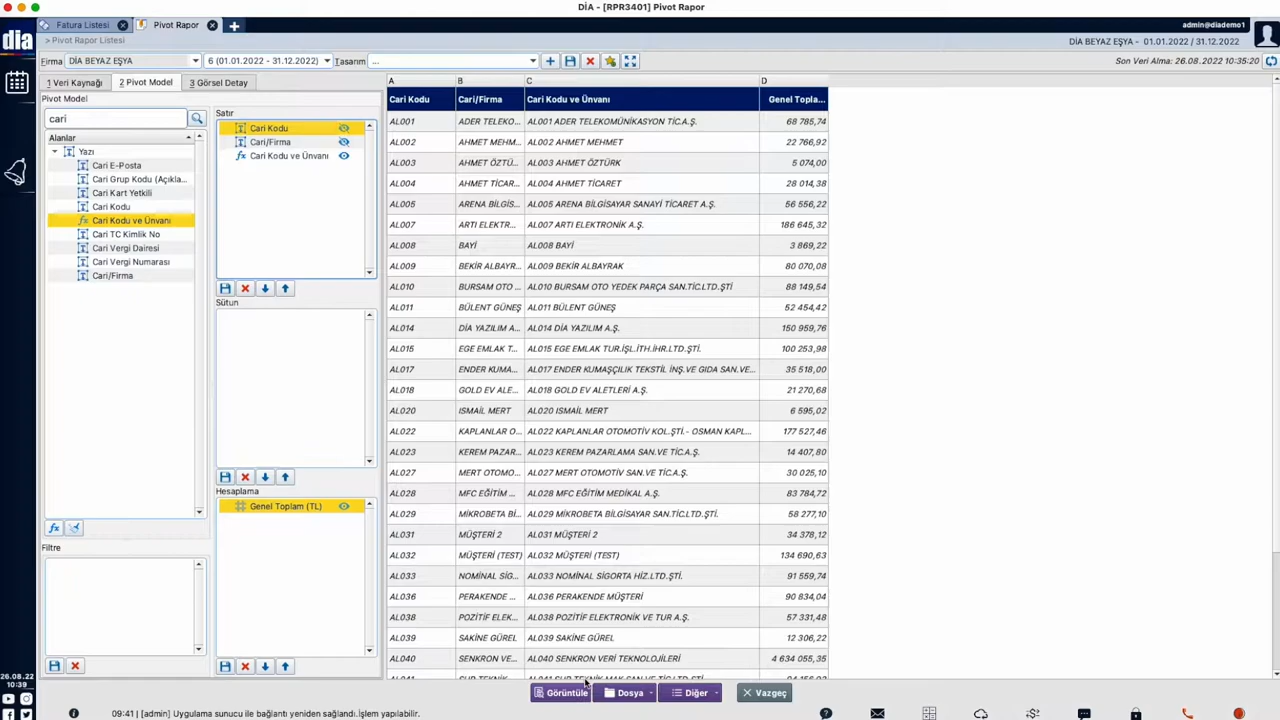 DİA - [RPR3401] Pivot Rapor
dia
Fatura Listesi
Pivot Rapor
admin@diademo1
> Pivot Rapor Listesi
DİA BEYAZ EŞYA - 01.01.2022 / 31.12.2022
Firma DİA BEYAZ EŞYA 6 (01.01.2022 - 31.12.2022) Tasarım ...
Son Veri Alma: 26.08.2022 10:35:20
1 Veri Kaynağı 2 Pivot Model 3 Görsel Detay
Pivot Model
cari
Alanlar
Yazı
Cari E-Posta
Cari Grup Kodu (Açıkla...
Cari Kart Yetkili
Cari Kodu
fx Cari Kodu ve Ünvanı
Cari TC Kimlik No
Cari Vergi Dairesi
Cari Vergi Numarası
Cari/Firma
fx
Filtre
Satır
Cari Kodu
Cari/Firma
fx Cari Kodu ve Ünvanı
Sütun
Hesaplama
Genel Toplam (TL)
A B C D
Cari Kodu Cari/Firma Cari Kodu ve Ünvanı Genel Topla...
AL001 ADER TELEKO... AL001 ADER TELEKOMÜNİKASYON TİC.A.Ş. 68 785,74
AL002 AHMET MEHM... AL002 AHMET MEHMET 22 766,92
AL003 AHMET ÖZTÜ... AL003 AHMET ÖZTÜRK 5 074,00
AL004 AHMET TİCAR... AL004 AHMET TİCARET 28 014,38
AL005 ARENA BİLGİS... AL005 ARENA BİLGİSAYAR SANAYİ TİCARET A.Ş. 56 556,22
AL007 ARTI ELEKTR... AL007 ARTI ELEKTRONİK A.Ş. 186 645,32
AL008 BAYİ AL008 BAYİ 3 869,22
AL009 BEKİR ALBAYR... AL009 BEKİR ALBAYRAK 80 070,08
AL010 BURSAM OTO ... AL010 BURSAM OTO YEDEK PARÇA SAN.TİC.LTD.ŞTİ 88 149,54
AL011 BÜLENT GÜNEŞ AL011 BÜLENT GÜNEŞ 52 454,42
AL014 DİA YAZILIM A... AL014 DİA YAZILIM A.Ş. 150 959,76
AL015 EGE EMLAK T... AL015 EGE EMLAK TUR.İŞL.İTH.İHR.LTD.ŞTİ. 100 253,98
AL017 ENDER KUMA... AL017 ENDER KUMAŞÇILIK TEKSTİL İNŞ.VE GIDA SAN.VE... 35 518,00
AL018 GOLD EV ALE... AL018 GOLD EV ALETLERİ A.Ş. 21 270,68
AL020 ISMAİL MERT AL020 ISMAİL MERT 6 595,02
AL022 KAPLANLAR O... AL022 KAPLANLAR OTOMOTİV KOL.ŞTİ.- OSMAN KAPL... 177 527,46
AL023 KEREM PAZAR... AL023 KEREM PAZARLAMA SAN.VE TİC.A.Ş. 14 407,80
AL027 MERT OTOMO... AL027 MERT OTOMOTİV SAN.VE TİC.A.Ş. 30 025,10
AL028 MFC EĞİTİM ... AL028 MFC EĞİTİM MEDİKAL A.Ş. 83 784,72
AL029 MİKROBETA Bİ... AL029 MİKROBETA BİLGİSAYAR SAN.TİC.LTD.ŞTİ. 58 277,10
AL031 MÜŞTERİ 2 AL031 MÜŞTERİ 2 34 378,12
AL032 MÜŞTERİ (TEST) AL032 MÜŞTERİ (TEST) 134 690,63
AL033 NOMİNAL SİG... AL033 NOMİNAL SİGORTA HİZ.LTD.ŞTİ. 91 559,74
AL036 PERAKENDE ... AL036 PERAKENDE MÜŞTERİ 90 834,04
AL038 POZİTİF ELEK... AL038 POZİTİF ELEKTRONİK VE TUR A.Ş. 57 331,48
AL039 SAKİNE GÜREL AL039 SAKİNE GÜREL 12 306,22
AL040 SENKRON VE... AL040 SENKRON VERİ TEKNOLOJİLERİ 4 634 055,35
Görüntüle Dosya Diğer Vazgeç
26.08.22
10:39
09:41 | [admin] Uygulama sunucu ile bağlantı yeniden sağlandı.İşlem yapılabilir.